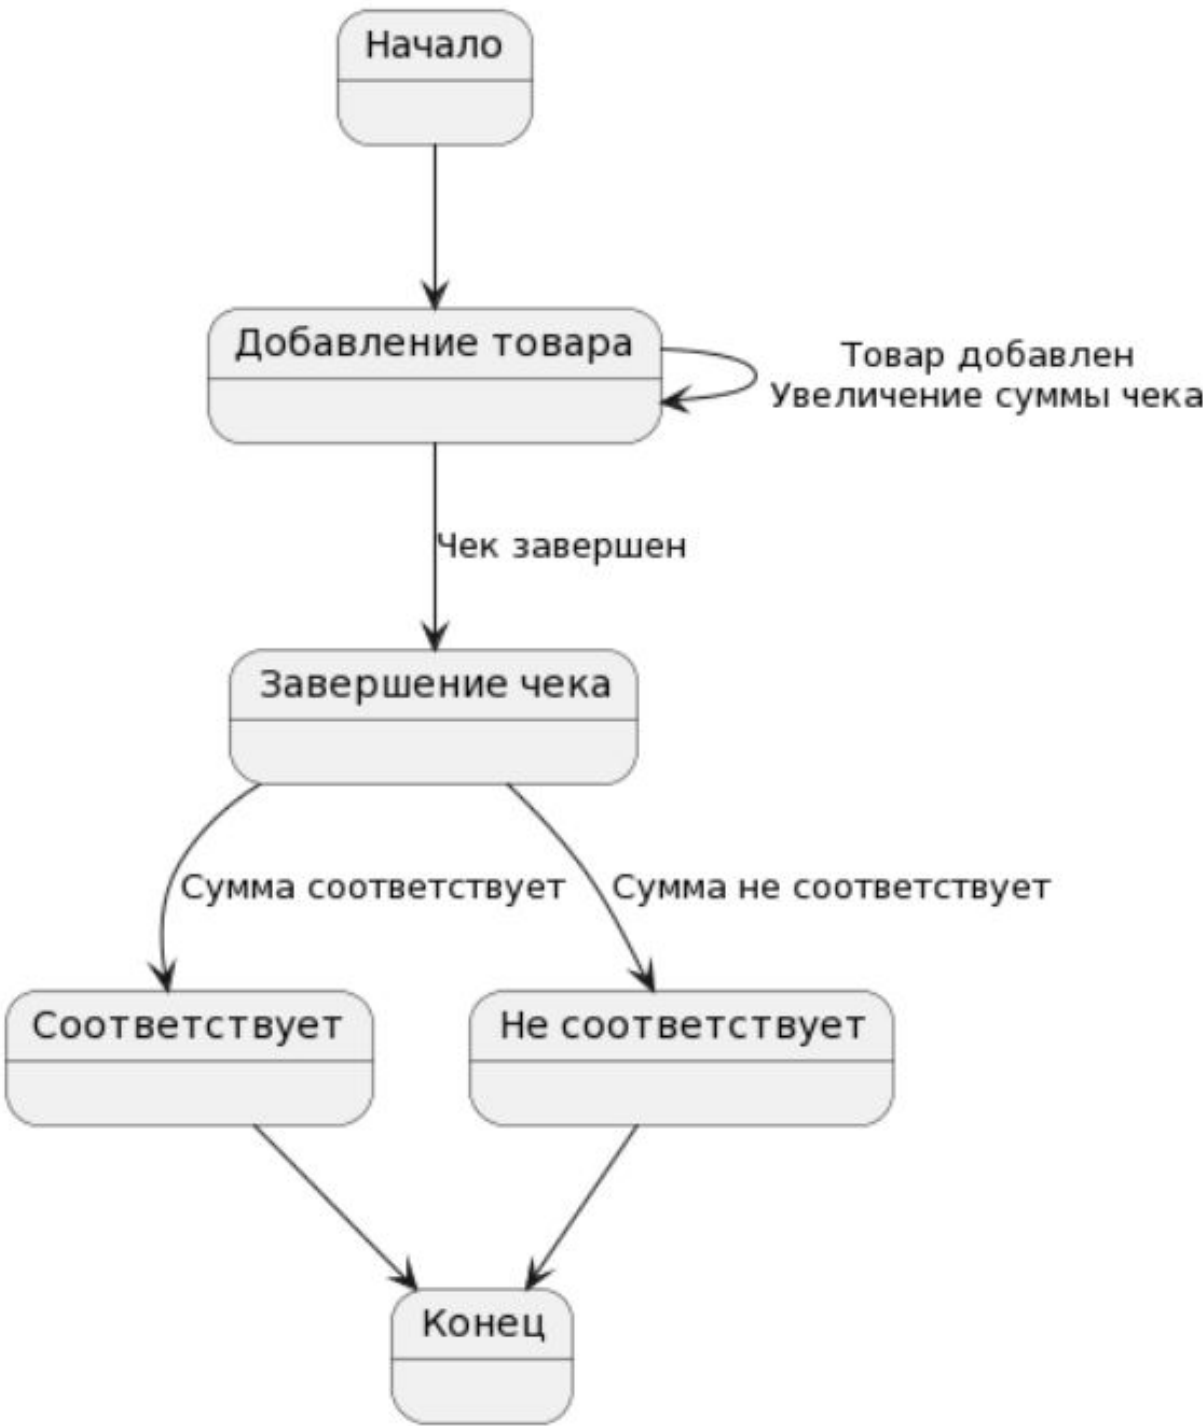 Начало
Добавление товара
Товар добавлен
Увеличение суммы чека
Чек завершен
Завершение чека
Сумма соответствует
Сумма не соответствует
Соответствует
Не соответствует
Конец